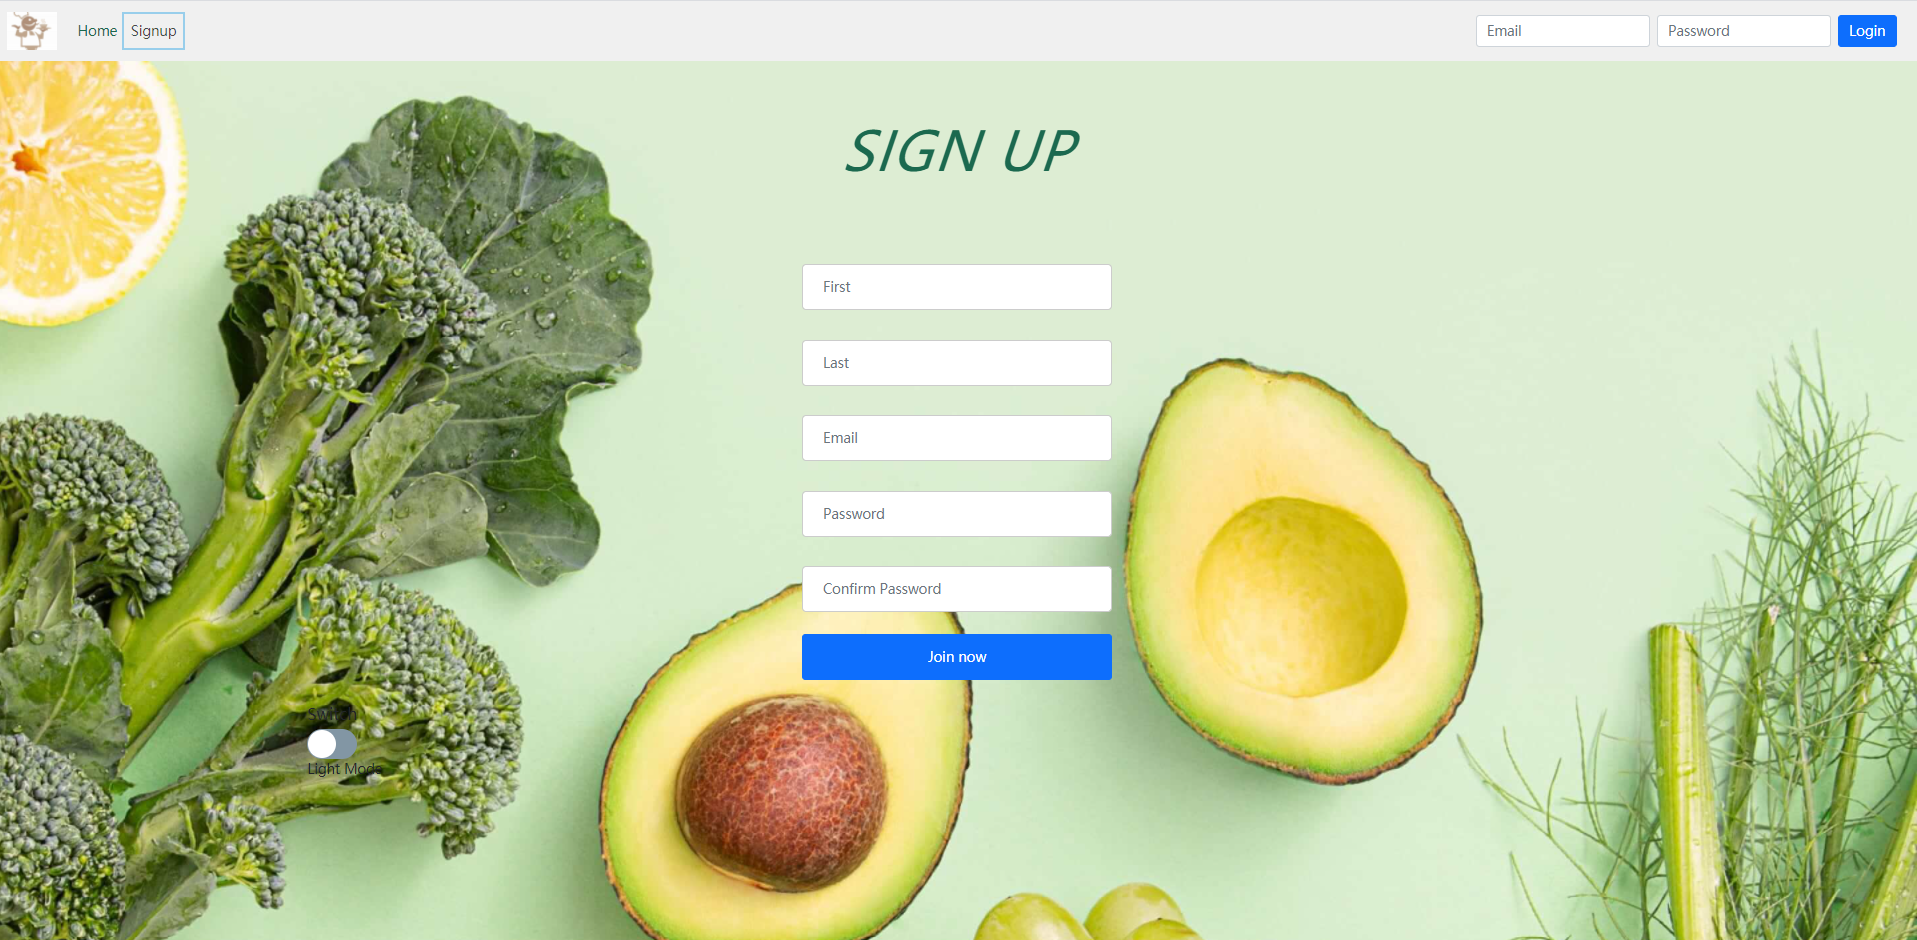 Home Signup Email Password Login
SIGN UP
First
Last
Email
Password
Confirm Password
Join now
Switch
Light Mode